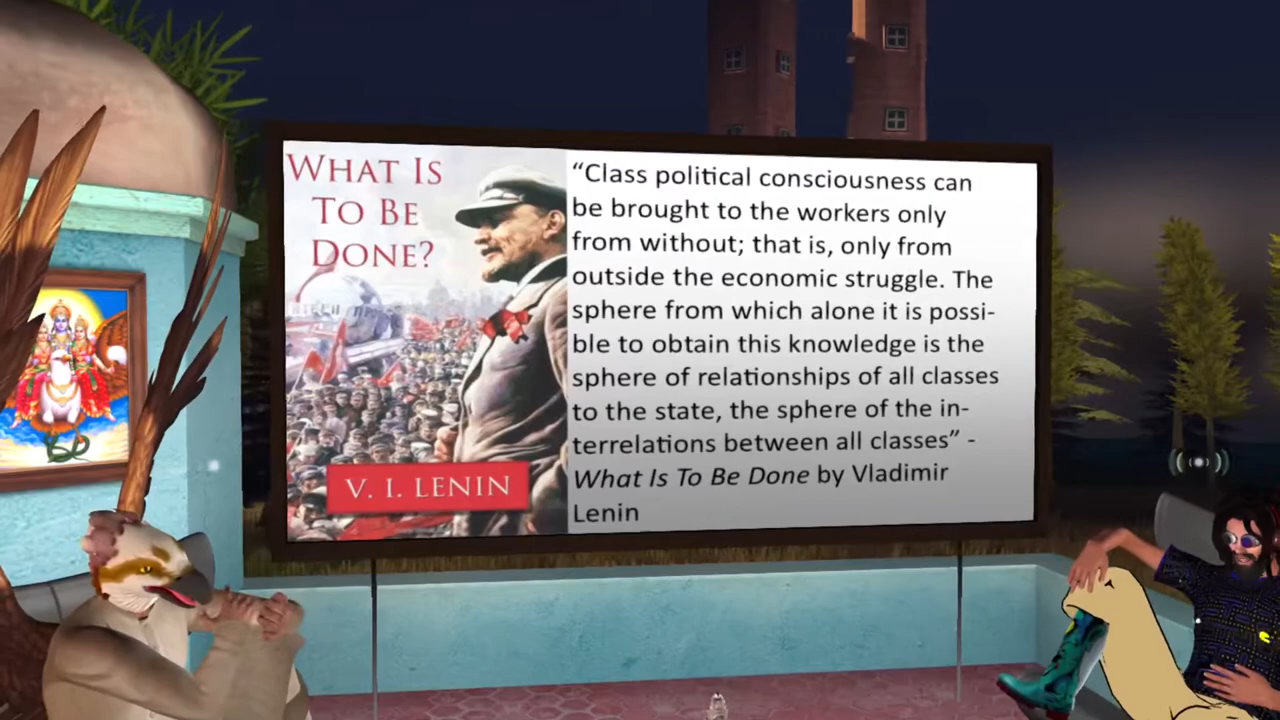 WHAT IS
TO BE
DONE?
V. I. LENIN
“Class political consciousness can
be brought to the workers only
from without; that is, only from
outside the economic struggle. The
sphere from which alone it is possi-
ble to obtain this knowledge is the
sphere of relationships of all classes
to the state, the sphere of the in-
terrelations between all classes” -
What Is To Be Done by Vladimir
Lenin